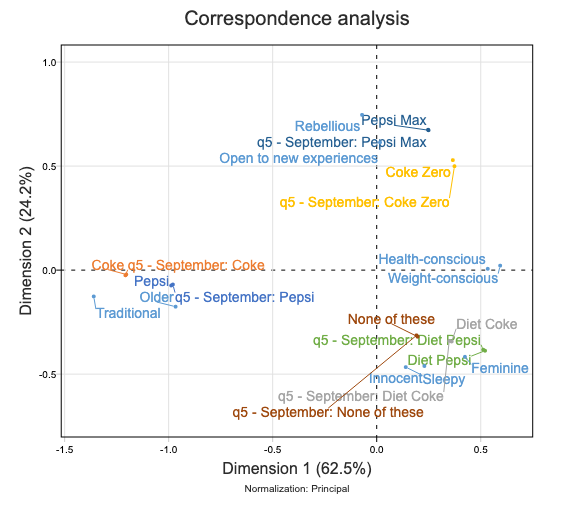 Correspondence analysis
1.0
Pepsi Max
Rebellious
q5 - September: Pepsi Max
Open to new experiences
0.5
Coke Zero
q5 - September: Coke Zero
Dimension 2 (24.2%)
Health-conscious
Coke q5 - September: Coke
0.0
Weight-conscious
Pepsi
Older q5 - September: Pepsi
Traditional
None of these
Diet Coke
q5 - September: Diet Pepsi
Diet Pepsi
Feminine
-0.5
Innocent Sleepy
q5 - September: Diet Coke
q5 - September: None of these
-1.5 -1.0 -0.5 0.0 0.5
Dimension 1 (62.5%)
Normalization: Principal